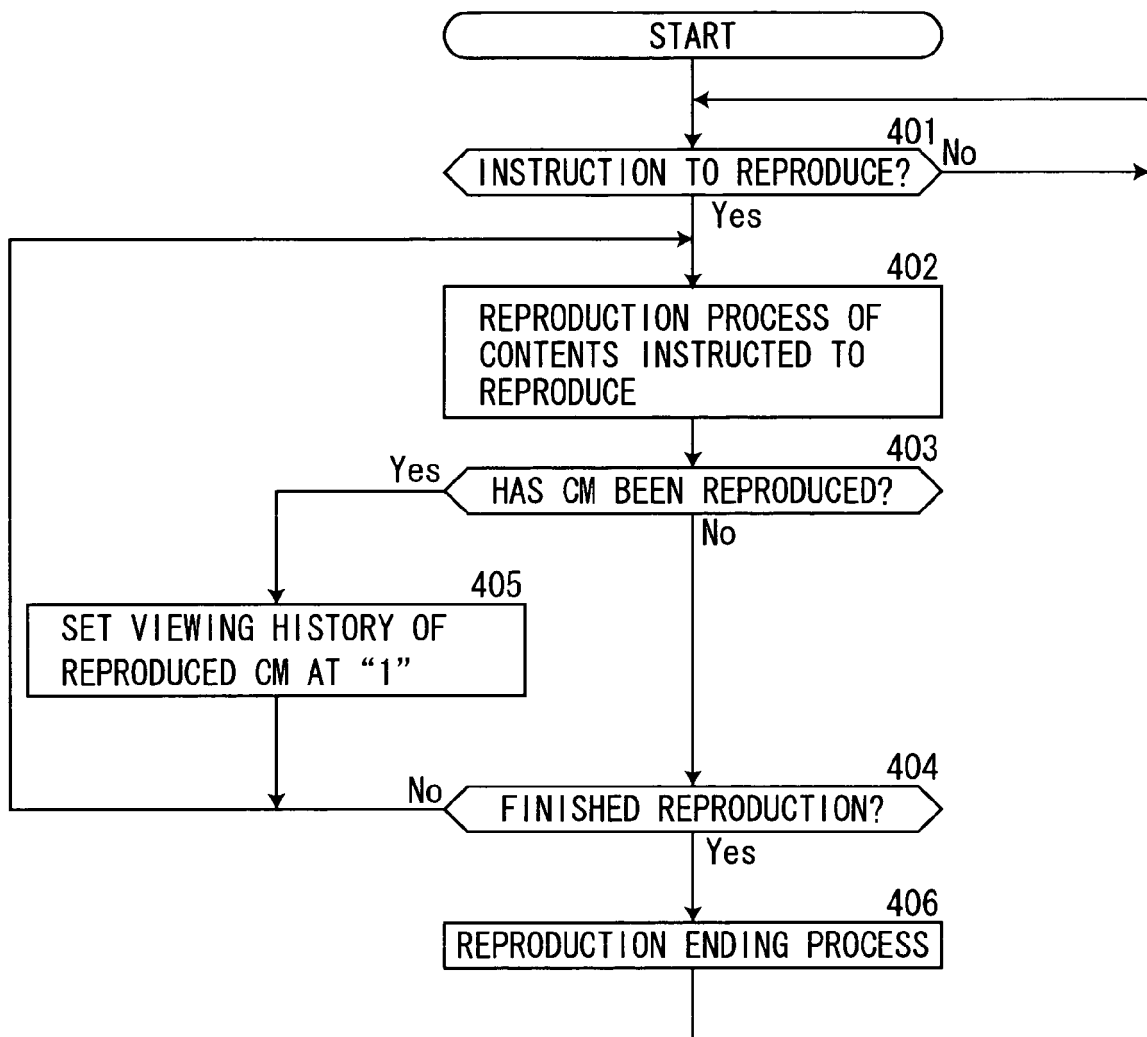 START
401
INSTRUCTION TO REPRODUCE?
No
Yes
402
REPRODUCTION PROCESS OF
CONTENTS INSTRUCTED TO
REPRODUCE
403
Yes
HAS CM BEEN REPRODUCED?
No
405
SET VIEWING HISTORY OF
REPRODUCED CM AT “1”
404
No
FINISHED REPRODUCTION?
Yes
406
REPRODUCTION ENDING PROCESS